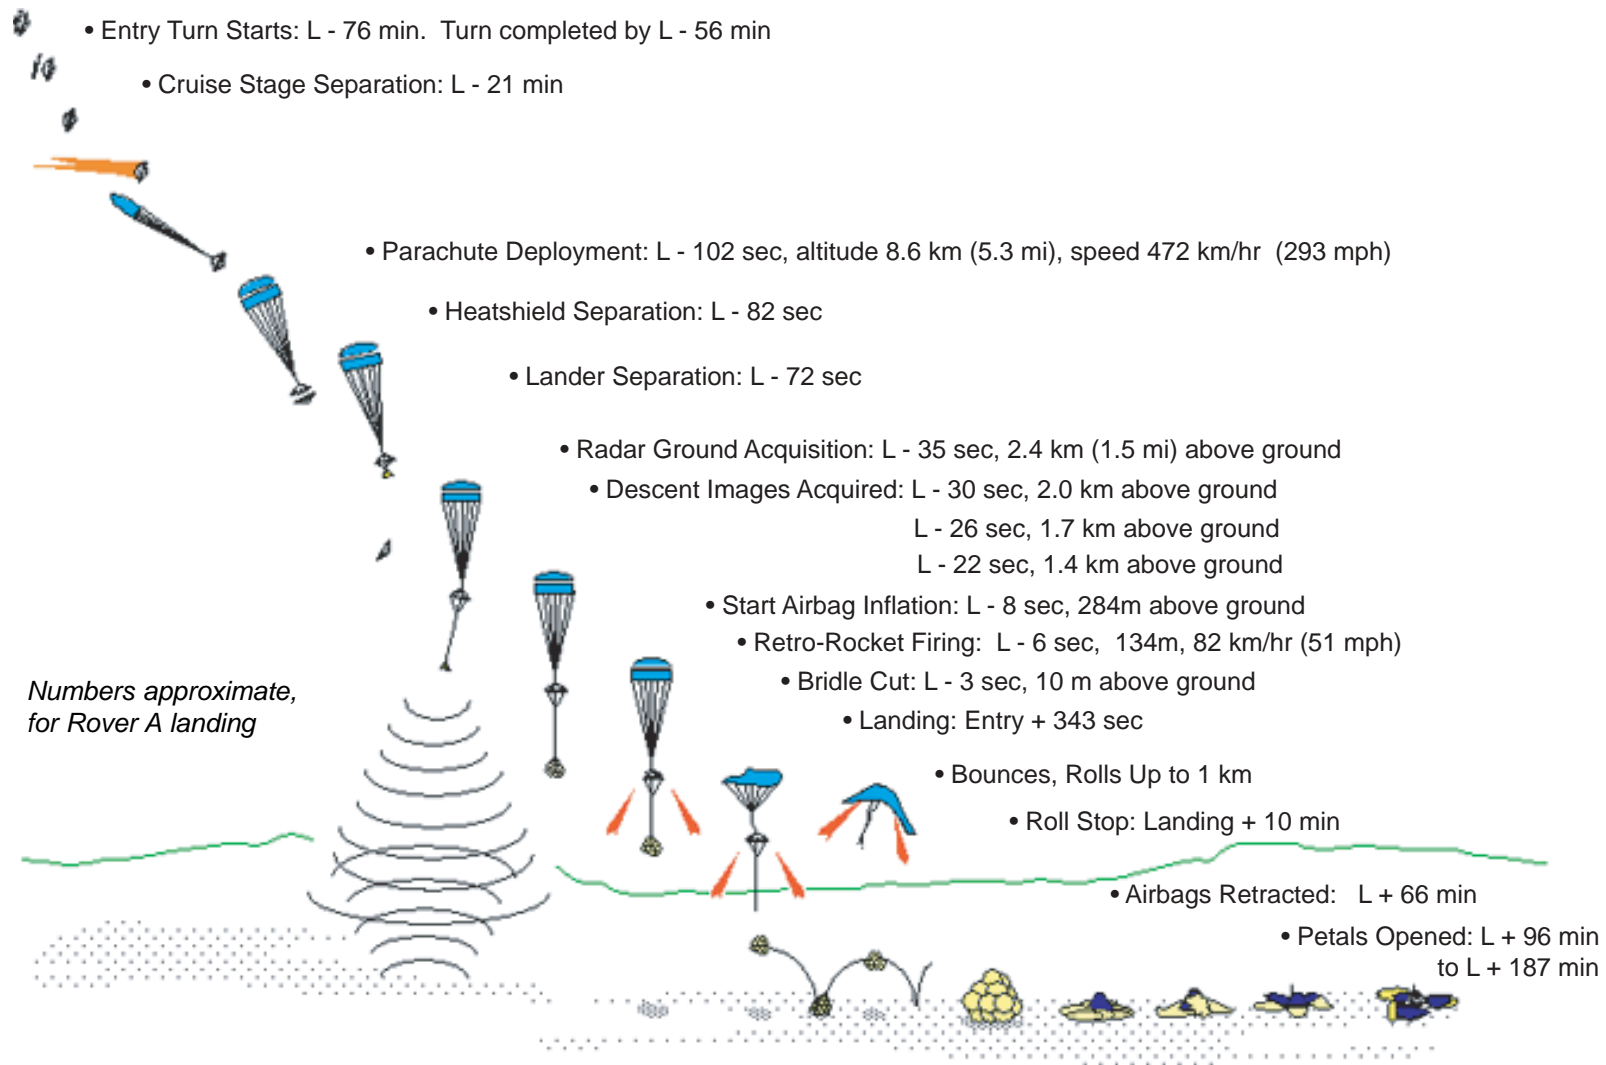 • Entry Turn Starts: L - 76 min.  Turn completed by L - 56 min
• Cruise Stage Separation: L - 21 min
• Parachute Deployment: L - 102 sec, altitude 8.6 km (5.3 mi), speed 472 km/hr  (293 mph)
• Heatshield Separation: L - 82 sec
• Lander Separation: L - 72 sec
• Radar Ground Acquisition: L - 35 sec, 2.4 km (1.5 mi) above ground
• Descent Images Acquired: L - 30 sec, 2.0 km above ground
L - 26 sec, 1.7 km above ground
L - 22 sec, 1.4 km above ground
• Start Airbag Inflation: L - 8 sec, 284m above ground
• Retro-Rocket Firing:  L - 6 sec,  134m, 82 km/hr (51 mph)
• Bridle Cut: L - 3 sec, 10 m above ground
• Landing: Entry + 343 sec
Numbers approximate,
for Rover A landing
• Bounces, Rolls Up to 1 km
• Roll Stop: Landing + 10 min
• Airbags Retracted:   L + 66 min
• Petals Opened: L + 96 min
to L + 187 min